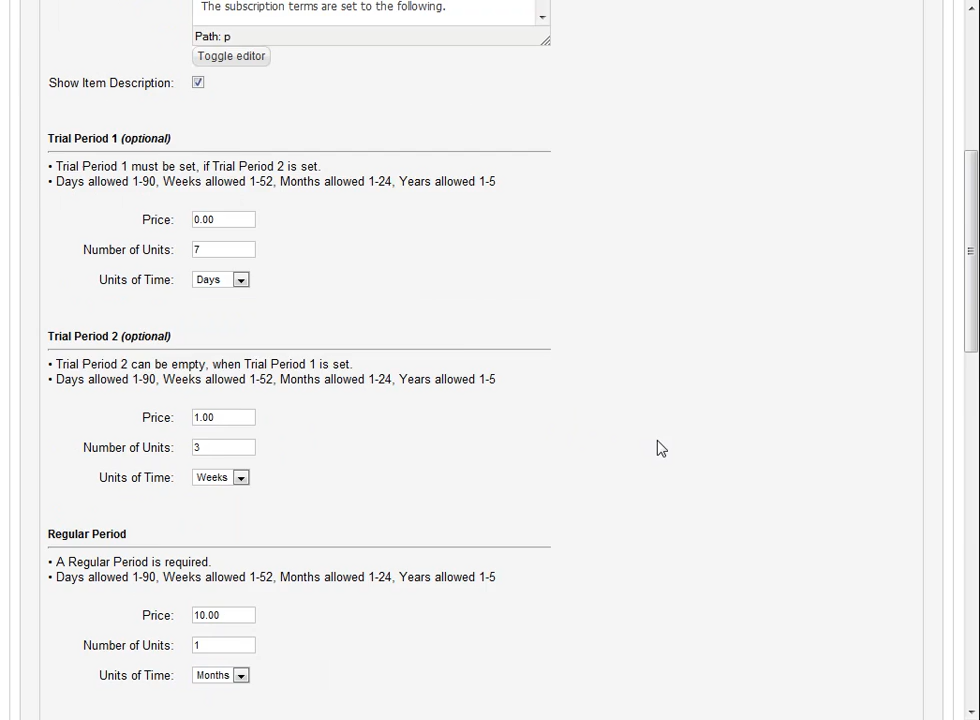 The subscription terms are set to the following.
Path: p
Toggle editor
Show Item Description:
Trial Period 1 (optional)
• Trial Period 1 must be set, if Trial Period 2 is set.
• Days allowed 1-90, Weeks allowed 1-52, Months allowed 1-24, Years allowed 1-5
Price: 0.00
Number of Units: 7
Units of Time: Days
Trial Period 2 (optional)
• Trial Period 2 can be empty, when Trial Period 1 is set.
• Days allowed 1-90, Weeks allowed 1-52, Months allowed 1-24, Years allowed 1-5
Price: 1.00
Number of Units: 3
Units of Time: Weeks
Regular Period
• A Regular Period is required.
• Days allowed 1-90, Weeks allowed 1-52, Months allowed 1-24, Years allowed 1-5
Price: 10.00
Number of Units: 1
Units of Time: Months